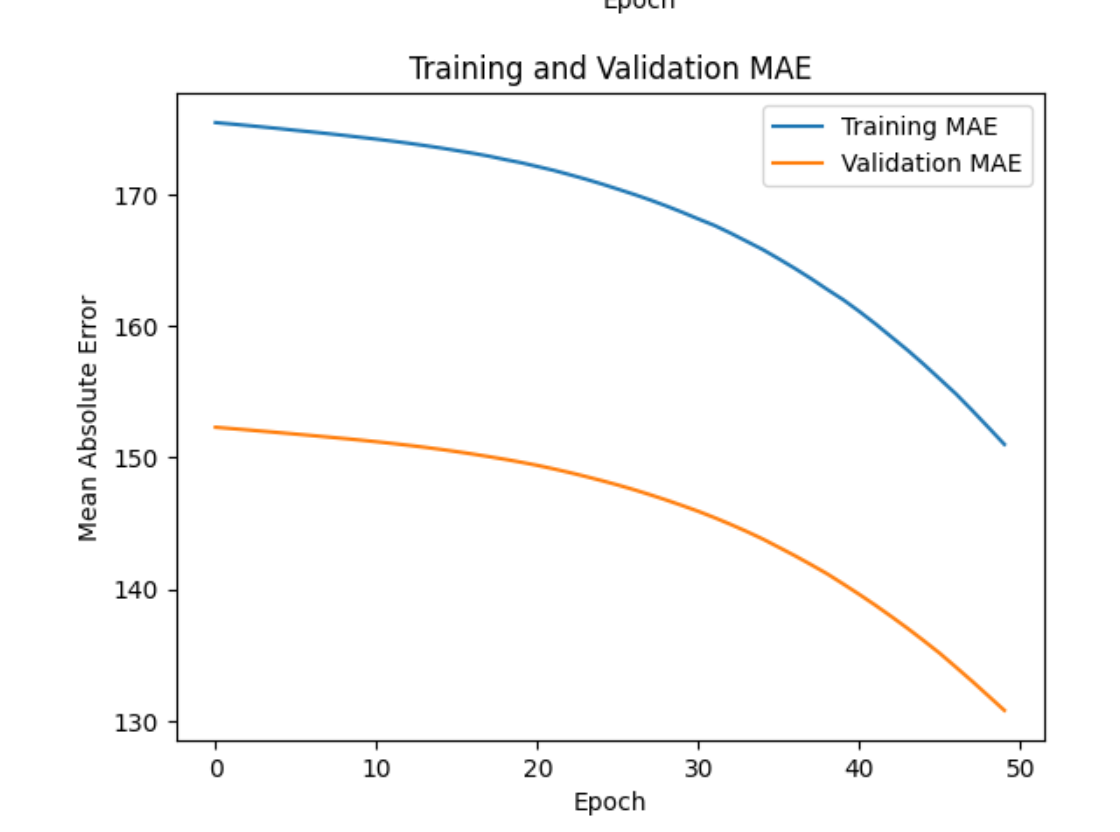 Epoch
Training and Validation MAE
Training MAE
Validation MAE
Mean Absolute Error
170
160
150
140
130
0 10 20 30 40 50
Epoch